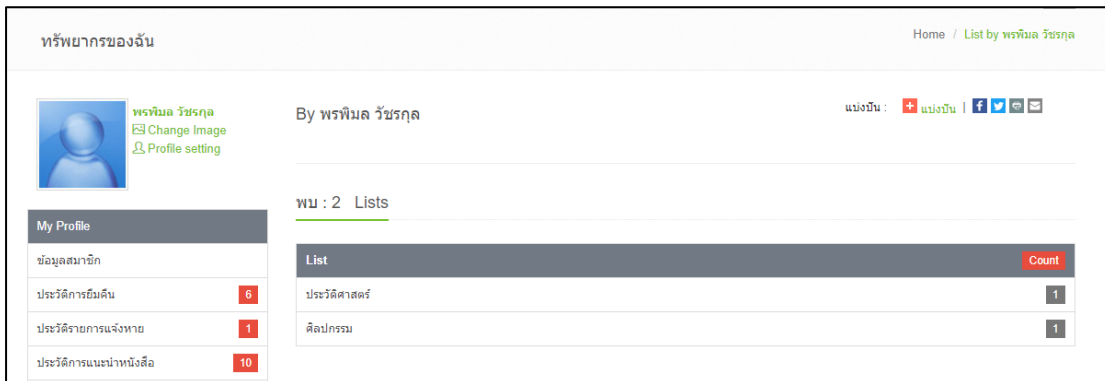 ทรัพยากรของฉัน
Home / List by พรพิมล วัชรกุล
พรพิมล วัชรกุล
Change Image
Profile setting
By พรพิมล วัชรกุล
แบ่งปัน : แบ่งปัน |
พบ : 2 Lists
My Profile
ข้อมูลสมาชิก
ประวัติการยืมคืน 6
ประวัติรายการแจ้งหาย 1
ประวัติการแนะนำหนังสือ 10
List Count
ประวัติศาสตร์ 1
ศิลปกรรม 1